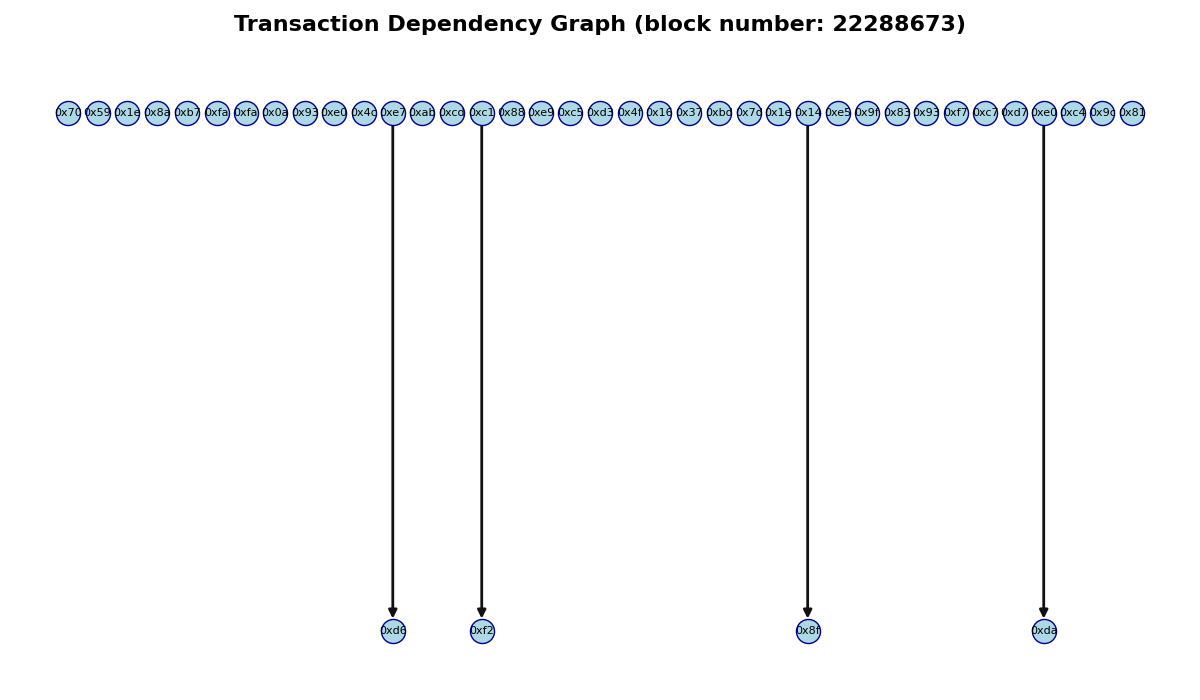 Transaction Dependency Graph (block number: 22288673)
0x70 0x59 0x1e 0x8a 0xb7 0xfa 0xfa 0x0a 0x93 0xe0 0x4c 0xe7 0xab 0xcd 0xc1 0x88 0xe9 0xc5 0xd3 0x4f 0x16 0x37 0xbd 0x7c 0x1e 0x14 0xe5 0x9f 0x83 0x93 0xf7 0xc7 0xd7 0xe0 0xc4 0x9c 0x81
0xd6 0xf2 0x8f 0xda